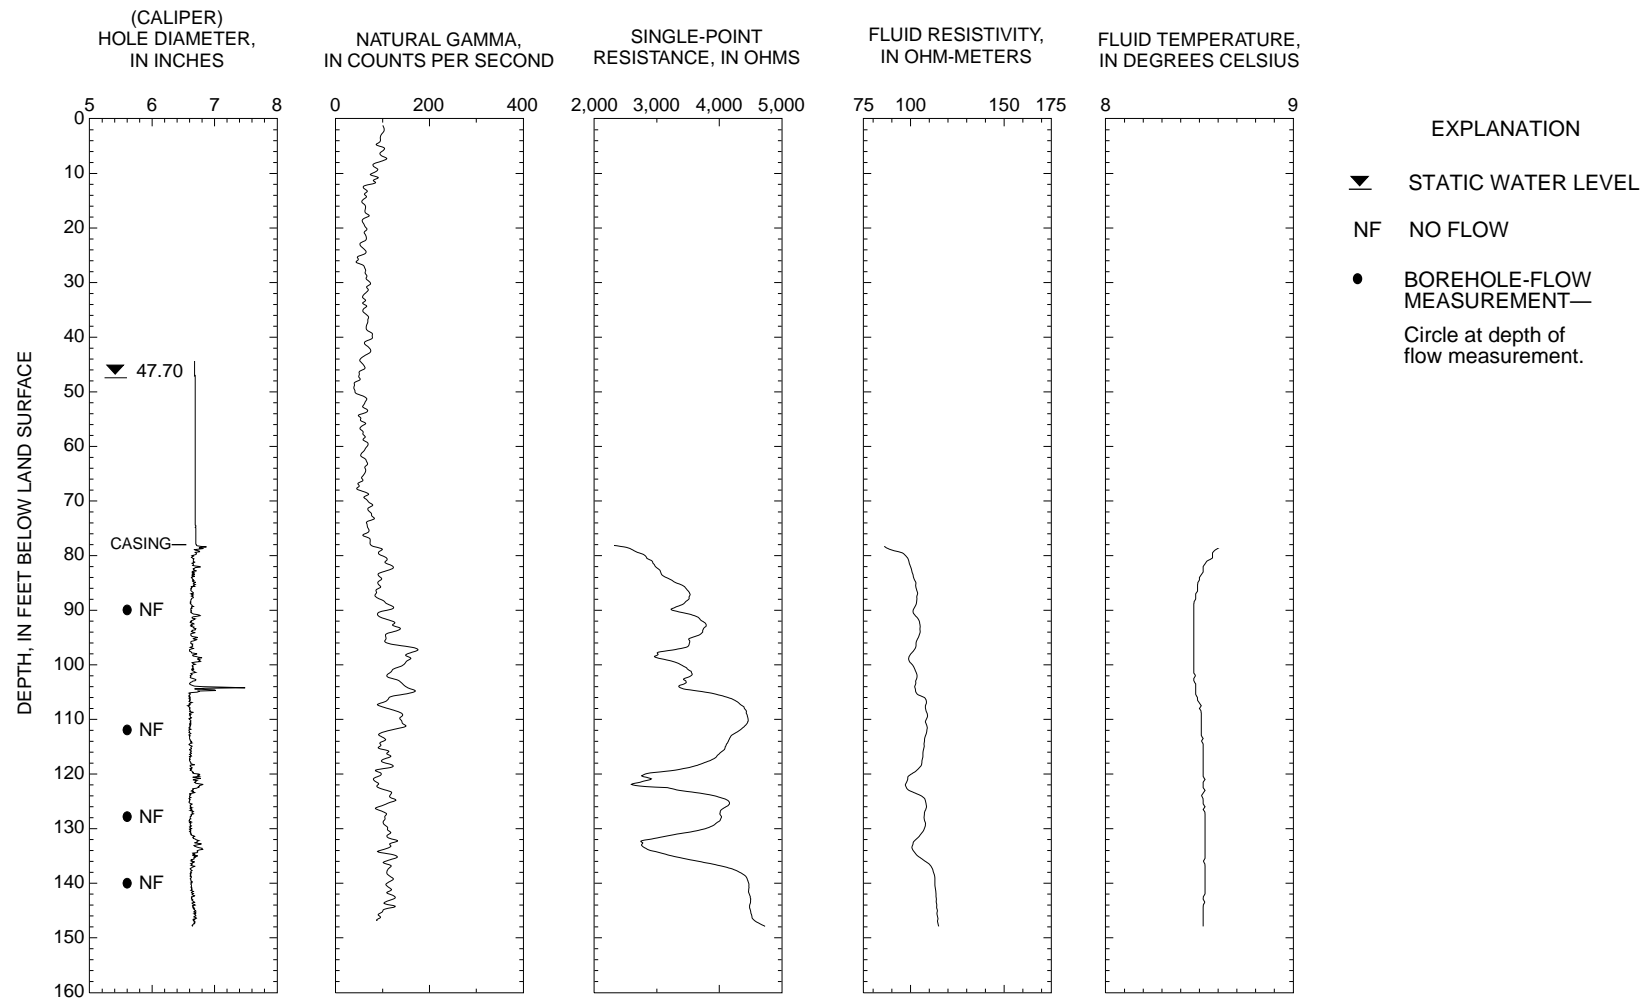 (CALIPER)
HOLE DIAMETER,
IN INCHES
NATURAL GAMMA,
IN COUNTS PER SECOND
SINGLE-POINT
RESISTANCE, IN OHMS
FLUID RESISTIVITY,
IN OHM-METERS
FLUID TEMPERATURE,
IN DEGREES CELSIUS
5 6 7 8
0 200 400
2,000 3,000 4,000 5,000
75 100 150 175
8 9
DEPTH, IN FEET BELOW LAND SURFACE
0
10
20
30
40
50
60
70
80
90
100
110
120
130
140
150
160
47.70
CASING—
NF
NF
NF
NF
EXPLANATION
STATIC WATER LEVEL
NF NO FLOW
BOREHOLE-FLOW
MEASUREMENT—
Circle at depth of
flow measurement.